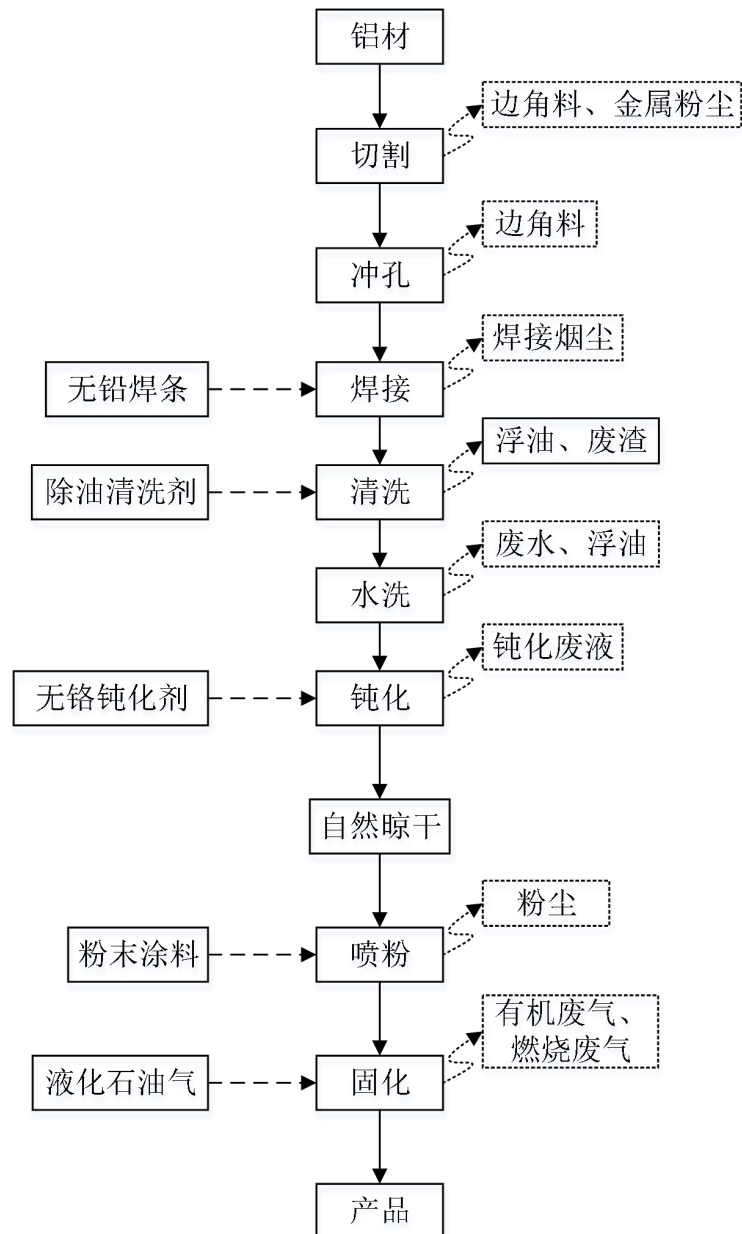 铝材
边角料、金属粉尘
切割
边角料
冲孔
焊接烟尘
无铅焊条
焊接
浮油、废渣
除油清洗剂
清洗
废水、浮油
水洗
钝化废液
无铬钝化剂
钝化
自然晾干
粉尘
粉末涂料
喷粉
有机废气、
燃烧废气
液化石油气
固化
产品